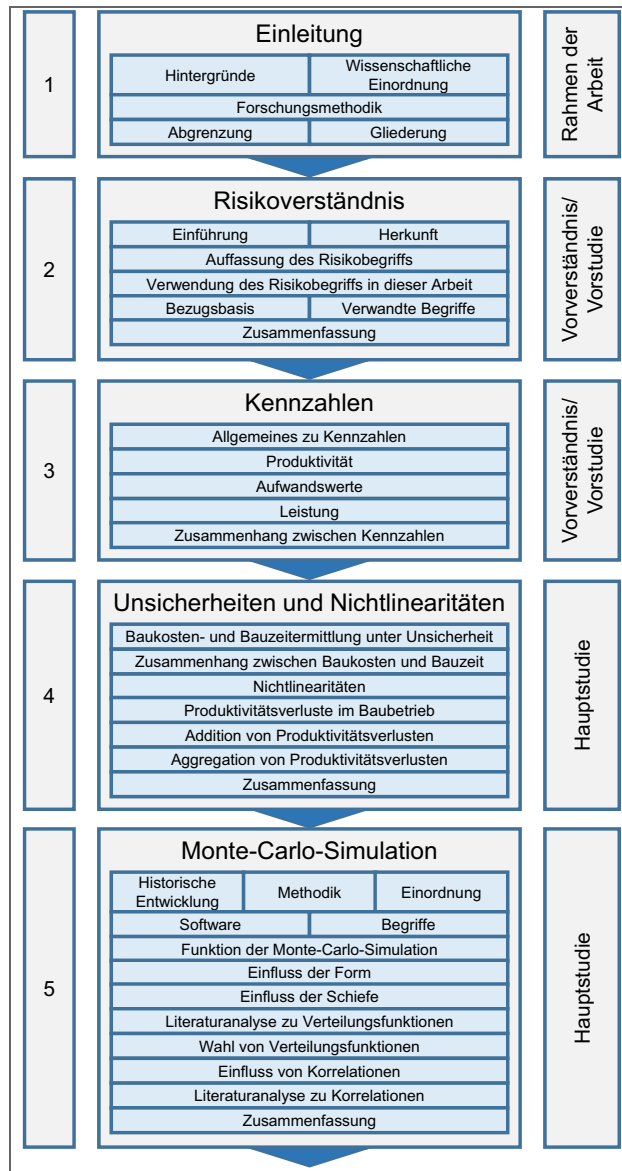 1
Einleitung
Hintergründe
Wissenschaftliche
Einordnung
Forschungsmethodik
Abgrenzung
Gliederung
Rahmen der
Arbeit
2
Risikoverständnis
Einführung
Herkunft
Auffassung des Risikobegriffs
Verwendung des Risikobegriffs in dieser Arbeit
Bezugsbasis
Verwandte Begriffe
Zusammenfassung
Vorverständnis/
Vorstudie
3
Kennzahlen
Allgemeines zu Kennzahlen
Produktivität
Aufwandswerte
Leistung
Zusammenhang zwischen Kennzahlen
Vorverständnis/
Vorstudie
4
Unsicherheiten und Nichtlinearitäten
Baukosten- und Bauzeitermittlung unter Unsicherheit
Zusammenhang zwischen Baukosten und Bauzeit
Nichtlinearitäten
Produktivitätsverluste im Baubetrieb
Addition von Produktivitätsverlusten
Aggregation von Produktivitätsverlusten
Zusammenfassung
Hauptstudie
5
Monte-Carlo-Simulation
Historische
Entwicklung
Methodik
Einordnung
Software
Begriffe
Funktion der Monte-Carlo-Simulation
Einfluss der Form
Einfluss der Schiefe
Literaturanalyse zu Verteilungsfunktionen
Wahl von Verteilungsfunktionen
Einfluss von Korrelationen
Literaturanalyse zu Korrelationen
Zusammenfassung
Hauptstudie